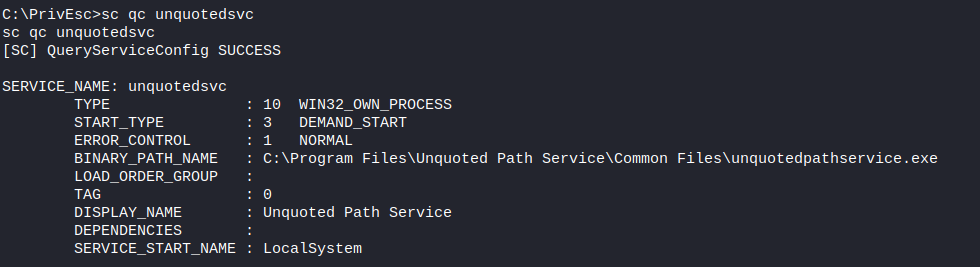 C:\PrivEsc>sc qc unquotedsvc
sc qc unquotedsvc
[SC] QueryServiceConfig SUCCESS

SERVICE_NAME: unquotedsvc
        TYPE               : 10  WIN32_OWN_PROCESS
        START_TYPE         : 3   DEMAND_START
        ERROR_CONTROL      : 1   NORMAL
        BINARY_PATH_NAME   : C:\Program Files\Unquoted Path Service\Common Files\unquotedpathservice.exe
        LOAD_ORDER_GROUP   :
        TAG                : 0
        DISPLAY_NAME       : Unquoted Path Service
        DEPENDENCIES       :
        SERVICE_START_NAME : LocalSystem